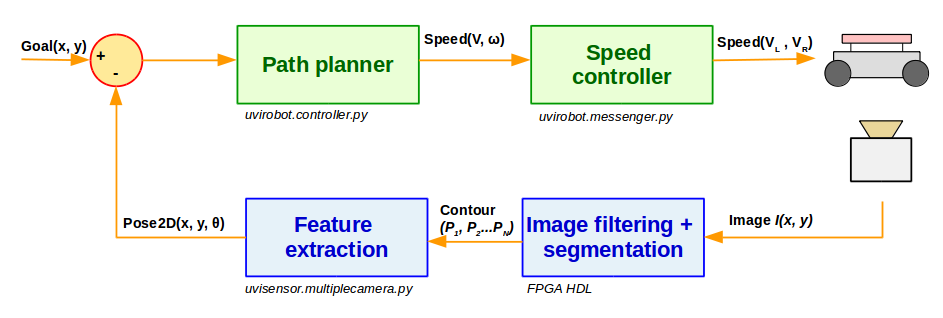 Goal(x, y)
+
-
Path planner
uvirobot.controller.py
Speed(V, ω)
Speed
controller
uvirobot.messenger.py
Speed(V_L , V_R)
Pose2D(x, y, θ)
Feature
extraction
uvisensor.multiplecamera.py
Contour
(P_1, P_2...P_N)
Image filtering +
segmentation
FPGA HDL
Image I(x, y)